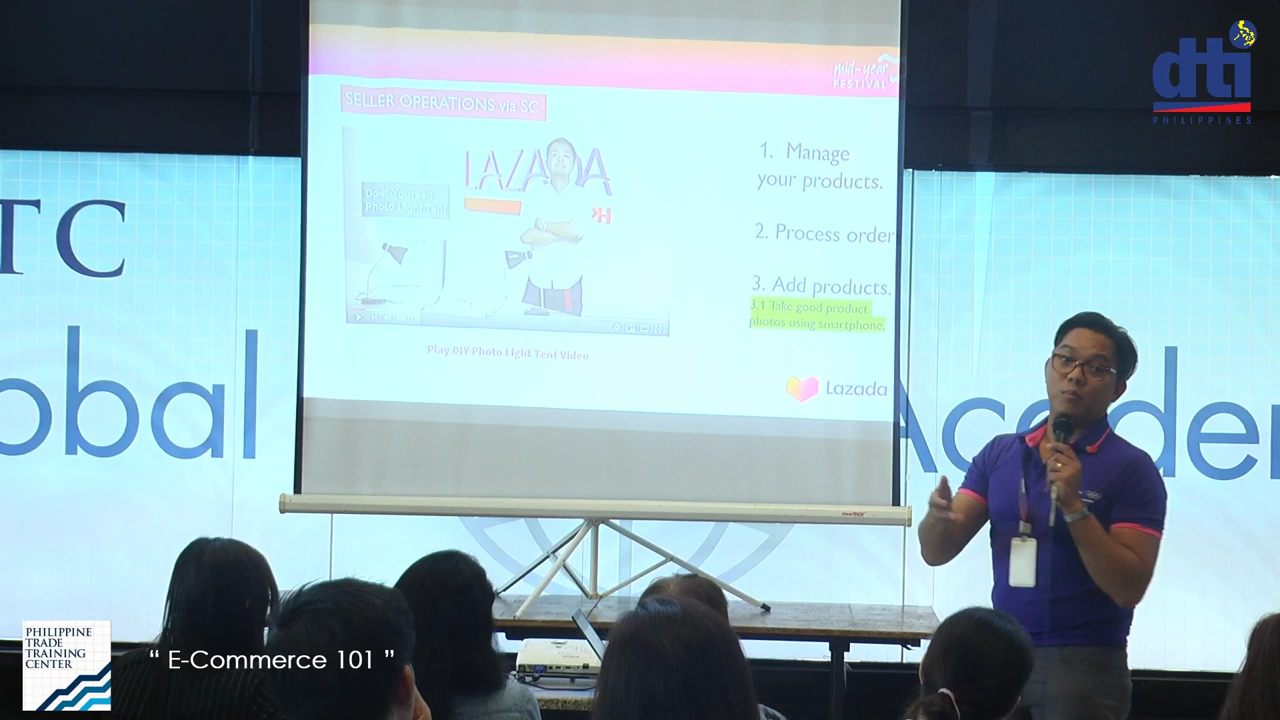 mid-year
FESTIVAL
dti
PHILIPPINES
SELLER OPERATIONS via SC
LAZADA
Do-It-Yourself
Photo Light Tent
1. Manage
your products.
2. Process order
3. Add products.
3.1 Take good product
photos using smartphone.
Play DIY Photo Light Tent Video
Lazada
TC
obal
Acade
PHILIPPINE
TRADE
TRAINING
CENTER
“ E-Commerce 101 ”